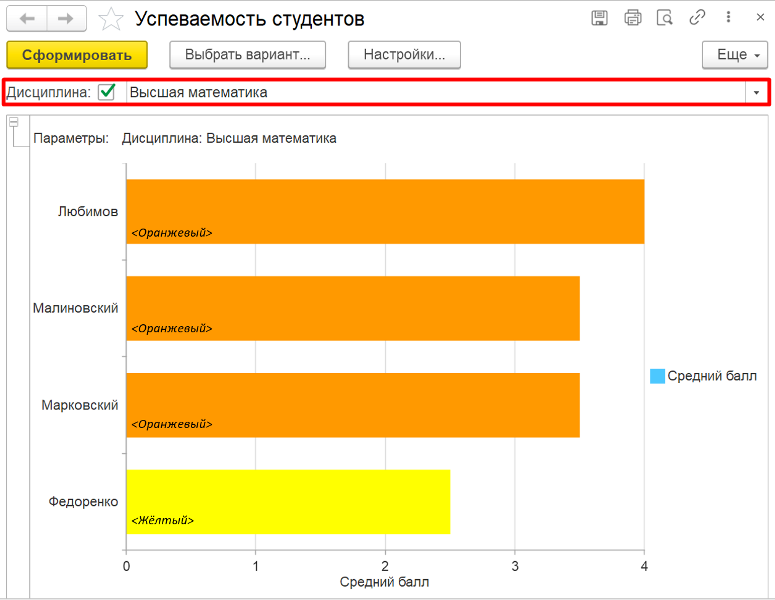 Успеваемость студентов
Сформировать Выбрать вариант... Настройки... Еще
Дисциплина: Высшая математика
Параметры: Дисциплина: Высшая математика
Любимов
<Оранжевый>
Малиновский
<Оранжевый>
Средний балл
Марковский
<Оранжевый>
Федоренко
<Жёлтый>
0 1 2 3 4
Средний балл